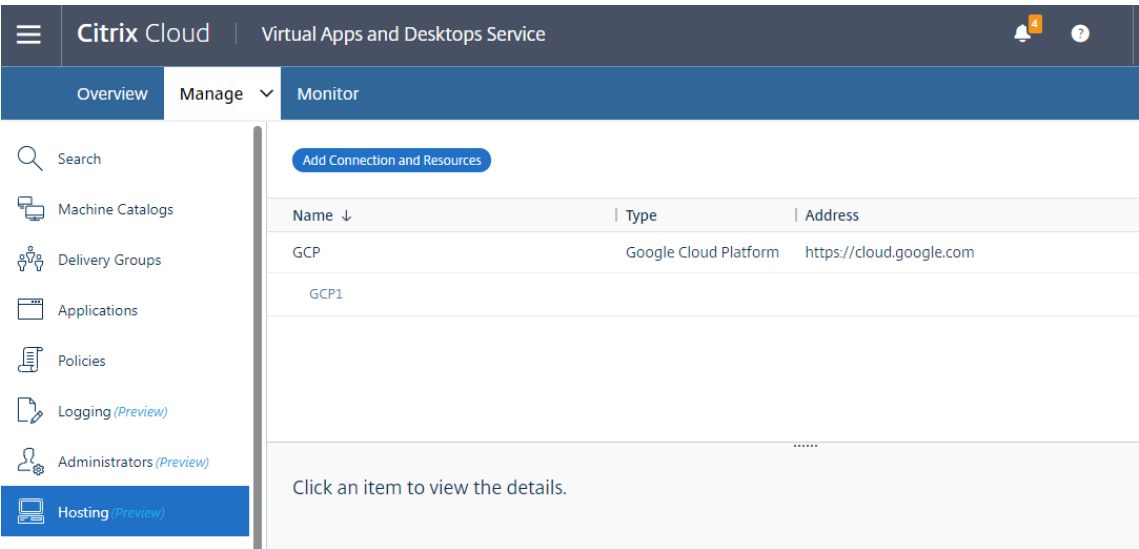 Citrix Cloud | Virtual Apps and Desktops Service 4 ?
Overview Manage Monitor
Search
Machine Catalogs
Delivery Groups
Applications
Policies
Logging (Preview)
Administrators (Preview)
Hosting (Preview)
Add Connection and Resources
Name ↓ Type Address
GCP Google Cloud Platform https://cloud.google.com
GCP1
Click an item to view the details.